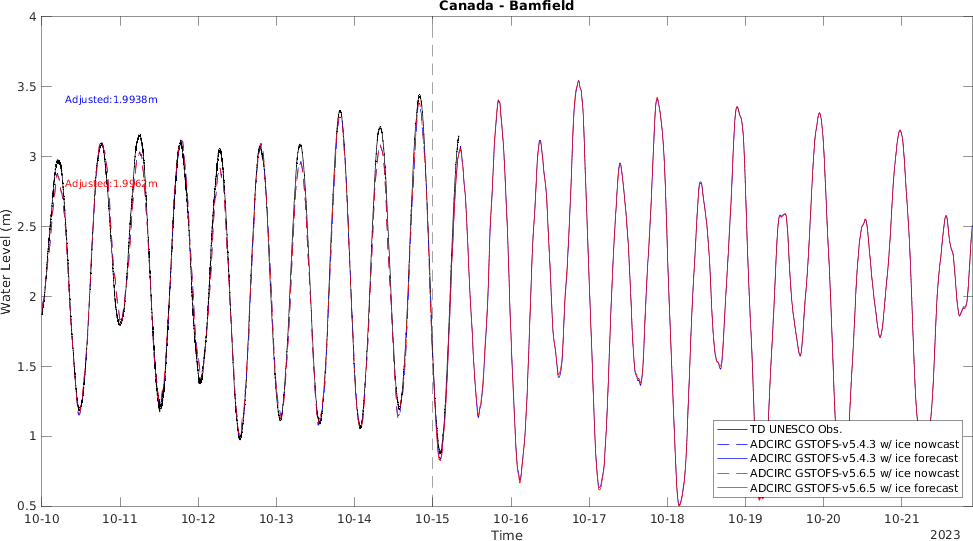 Canada - Bamfield
4
3.5
3
2.5
2
1.5
1
0.5
Water Level (m)
Adjusted:1.9938m
Adjusted:1.9962m
TD UNESCO Obs.
ADCIRC GSTOFS-v5.4.3 w/ ice nowcast
ADCIRC GSTOFS-v5.4.3 w/ ice forecast
ADCIRC GSTOFS-v5.6.5 w/ ice nowcast
ADCIRC GSTOFS-v5.6.5 w/ ice forecast
10-10 10-11 10-12 10-13 10-14 10-15 10-16 10-17 10-18 10-19 10-20 10-21
Time
2023